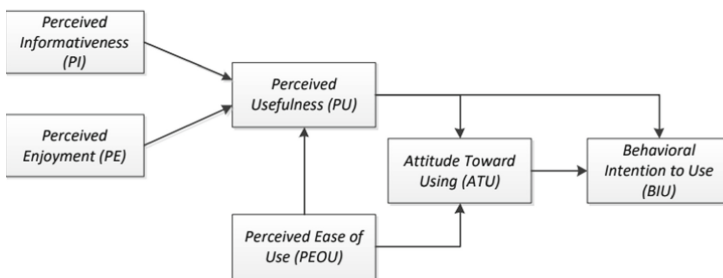 Perceived
Informativeness
(PI)
Perceived
Usefulness (PU)
Perceived
Enjoyment (PE)
Attitude Toward
Using (ATU)
Behavioral
Intention to Use
(BIU)
Perceived Ease of
Use (PEOU)